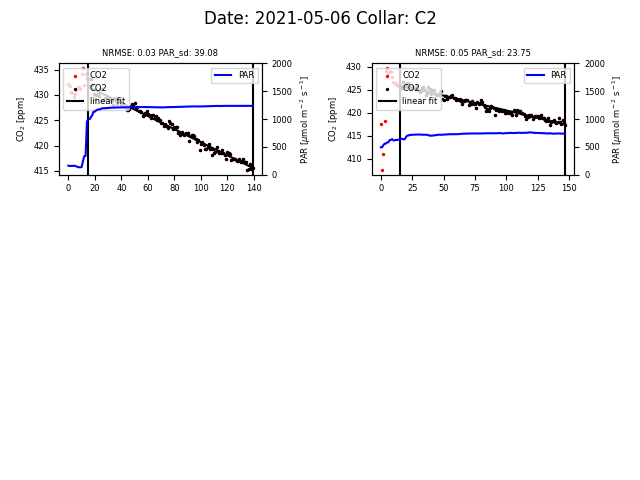 Date: 2021-05-06 Collar: C2
NRMSE: 0.03 PAR_sd: 39.08
NRMSE: 0.05 PAR_sd: 23.75
CO2
CO2
linear fit
PAR
CO2
CO2
linear fit
PAR
CO₂ [ppm]
PAR [μmol m⁻² s⁻¹]
CO₂ [ppm]
PAR [μmol m⁻² s⁻¹]
435
430
425
420
415
2000
1500
1000
500
0
430
425
420
415
410
2000
1500
1000
500
0
0 20 40 60 80 100 120 140
0 25 50 75 100 125 150